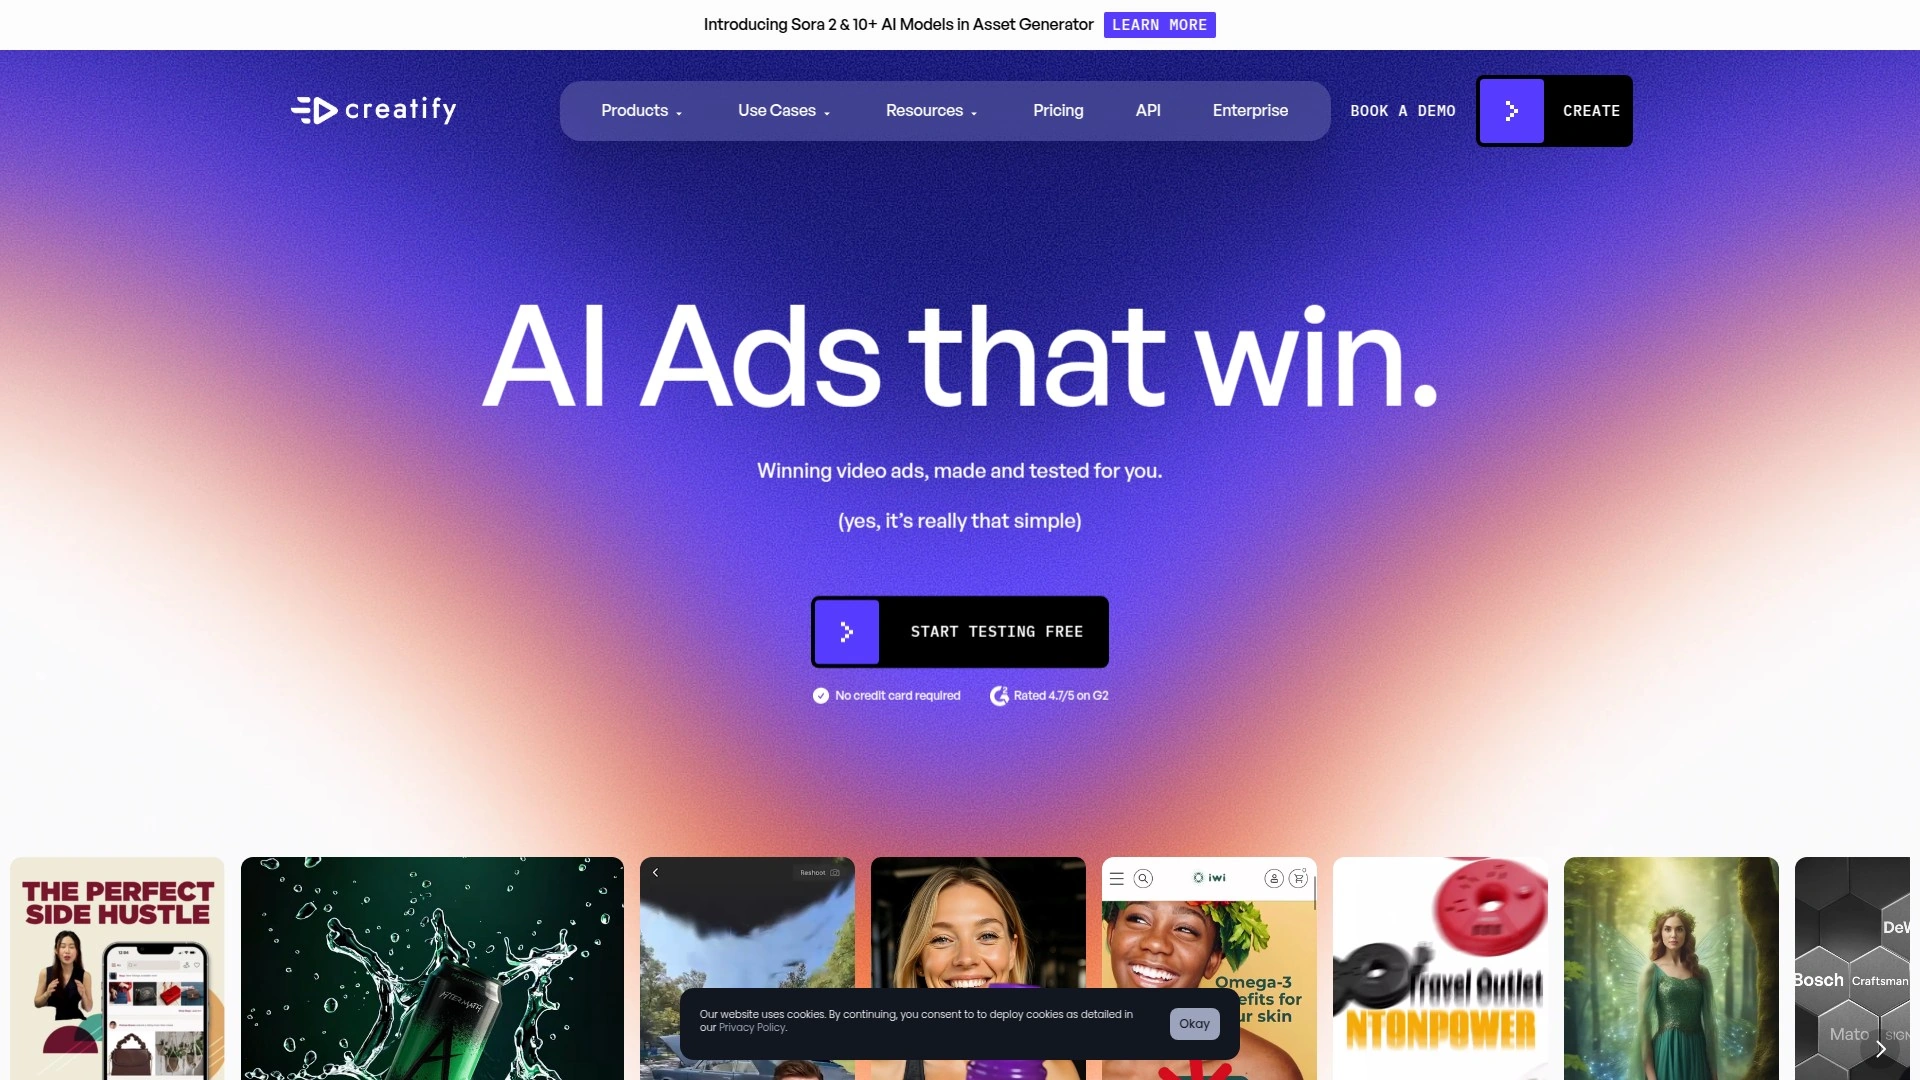 Introducing Sora 2 & 10+ AI Models in Asset Generator LEARN MORE
creatify
Products Use Cases Resources Pricing API Enterprise
BOOK A DEMO
CREATE
AI Ads that win.
Winning video ads, made and tested for you.
(yes, it’s really that simple)
START TESTING FREE
No credit card required
Rated 4.7/5 on G2
THE PERFECT
SIDE HUSTLE
Reshoot
iwi
Omega-3
efits for
ur skin
Travel Outlet
NTONPOWER
DeW
Bosch
Craftsman
Mato
SIGN
Our website uses cookies. By continuing, you consent to to deploy cookies as detailed in
our Privacy Policy.
Okay